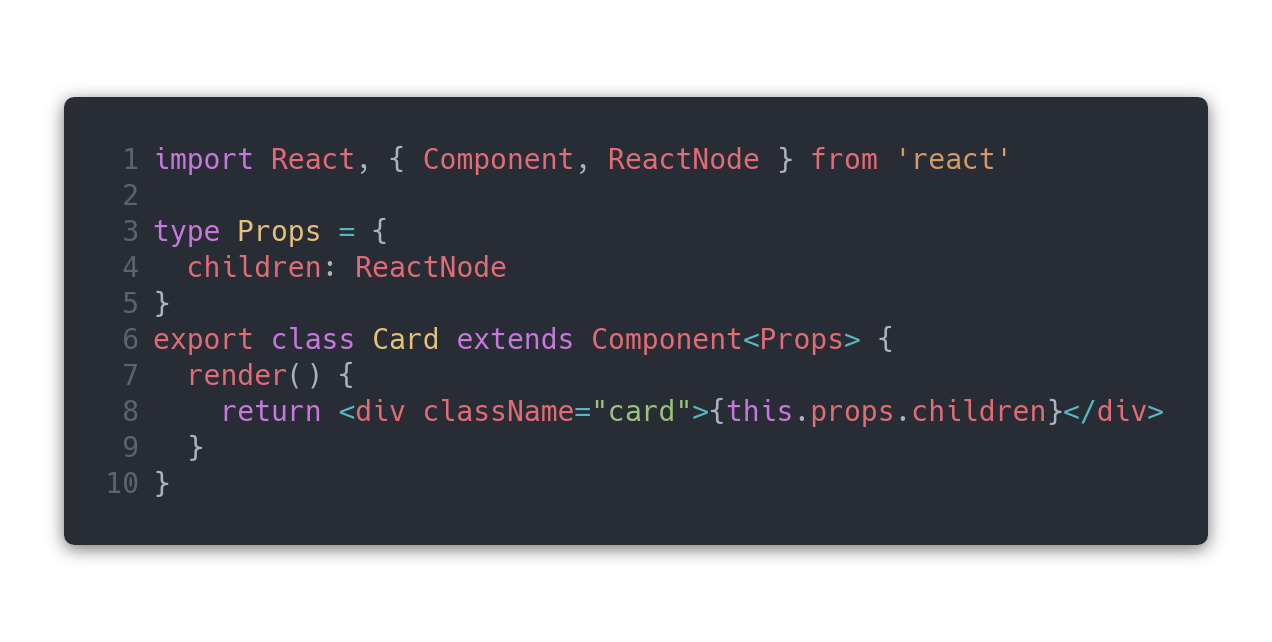 1 import React, { Component, ReactNode } from 'react'
2
3 type Props = {
4   children: ReactNode
5 }
6 export class Card extends Component<Props> {
7   render() {
8     return <div className="card">{this.props.children}</div>
9   }
10 }